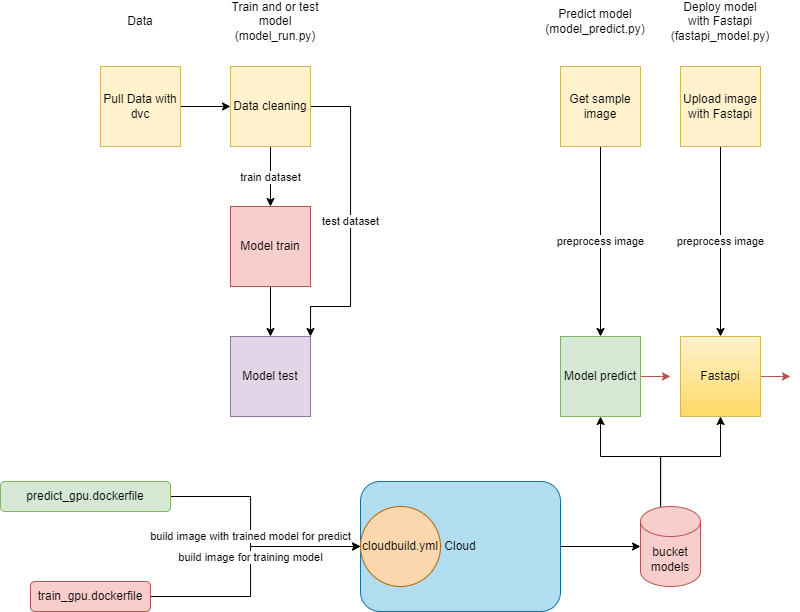 Data
Train and or test
model
(model_run.py)
Predict model
(model_predict.py)
Deploy model
with Fastapi
(fastapi_model.py)
Pull Data with
dvc
Data cleaning
Get sample
image
Upload image
with Fastapi
train dataset
test dataset
Model train
preprocess image
preprocess image
Model test
Model predict
Fastapi
predict_gpu.dockerfile
build image with trained model for predict
build image for training model
train_gpu.dockerfile
cloudbuild.yml
Cloud
bucket
models